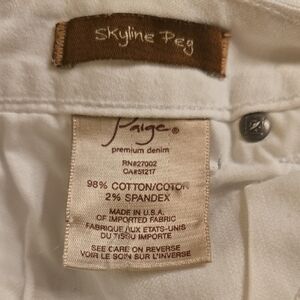 Skyline Peg
Paige®
premium denim
RN#27002
CA#51217
98% COTTON/COTON
2% SPANDEX
MADE IN U.S.A.
OF IMPORTED FABRIC
FABRIQUE AUX ETATS-UNIS
DU TISSU IMPORTE
SEE CARE ON REVERSE
VOIR LE SOIN SUR L'INVERSE